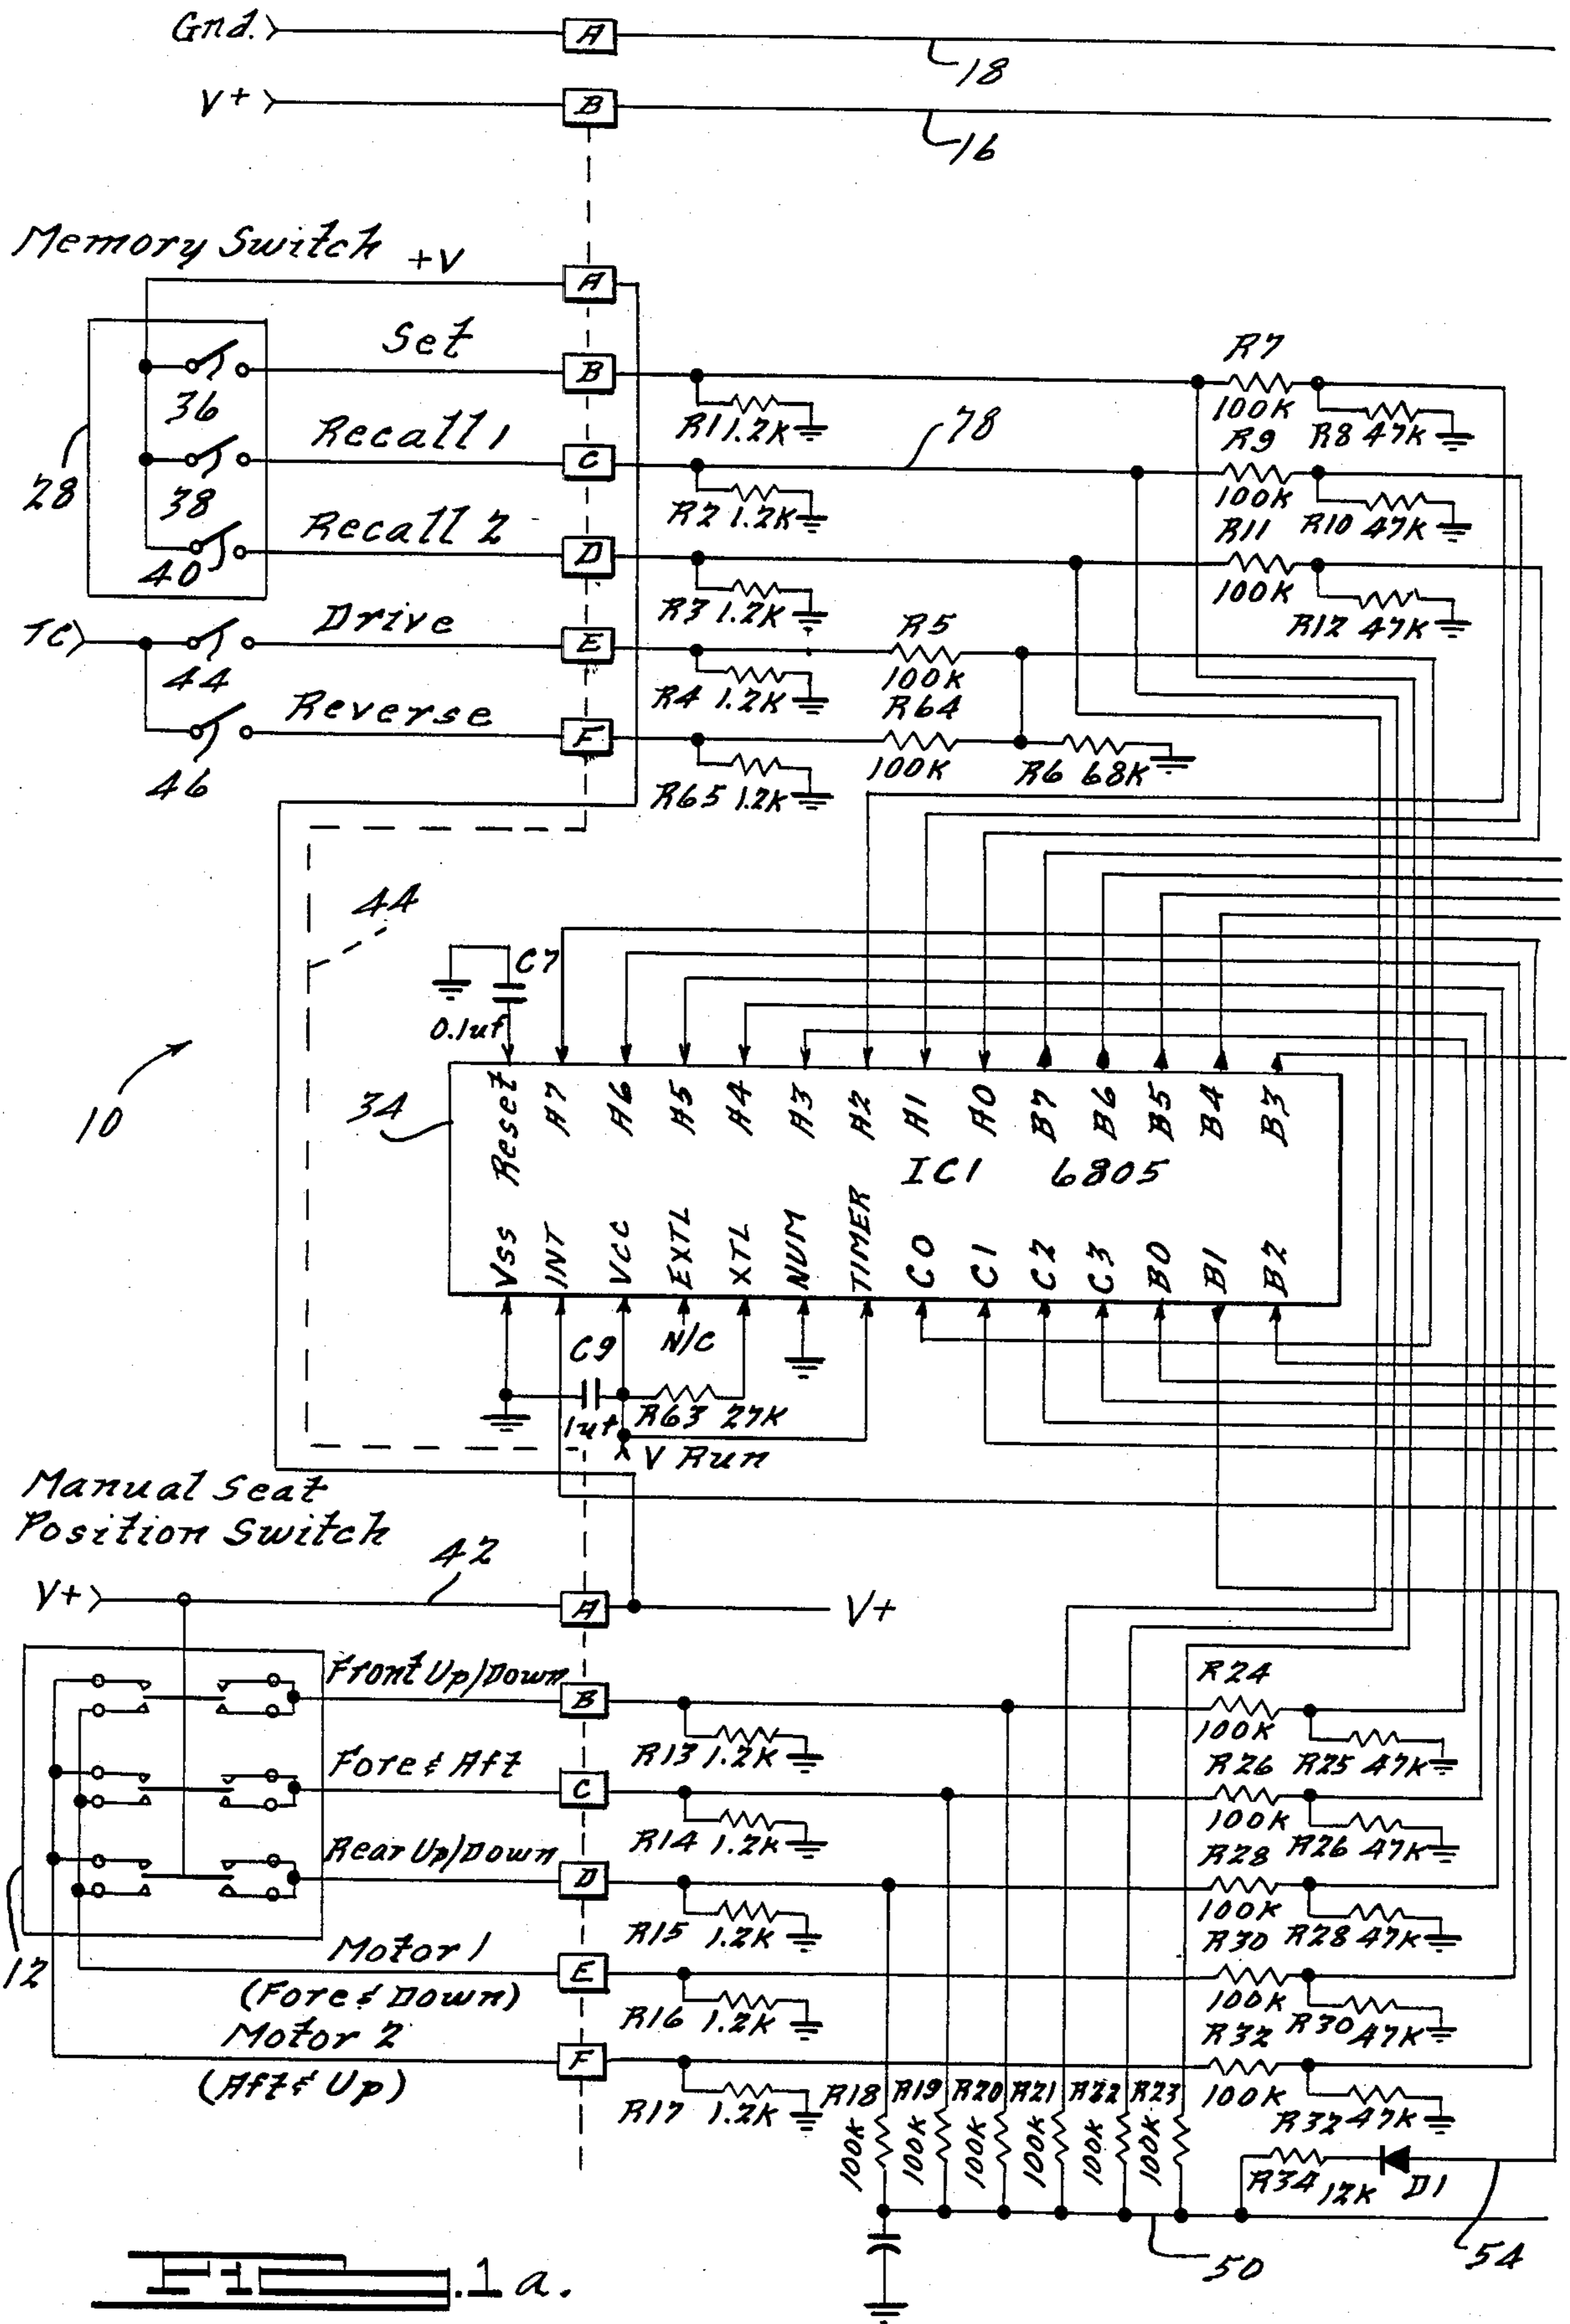 Gnd.
A
18
V+
B
16
Memory Switch
+V
A
Set
B
36
R1 1.2K
R7
100K
R8 47K
Recall 1
C
78
38
28
R2 1.2K
R9
100K
R10 47K
Recall 2
D
40
R3 1.2K
R11
100K
R12 47K
TC
Drive
E
44
R4 1.2K
R5
100K
Reverse
F
46
R65 1.2K
R64
100K
R6 68K
44
C7
0.1uf
10
34
Reset
A7
A6
A5
A4
A3
A2
A1
A0
B7
B6
B5
B4
B3
IC1 6805
Vss
INT
Vcc
EXTL
XTL
NUM
TIMER
C0
C1
C2
C3
B0
B1
B2
N/C
C9
1uf
R63 27K
V Run
Manual Seat
Position Switch
42
V+
A
V+
Front Up/Down
B
R13 1.2K
R24
100K
R25 47K
Fore & Aft
C
R14 1.2K
R26
100K
R26 47K
Rear Up/Down
D
R15 1.2K
R28
100K
R28 47K
12
Motor 1
(Fore & Down)
E
R16 1.2K
R30
100K
R30 47K
Motor 2
(Aft & Up)
F
R17 1.2K
R32
100K
R32 47K
R18
100K
R19
100K
R20
100K
R21
100K
R22
100K
R23
100K
R34 12K
D1
50
54
Fig. 1 a.